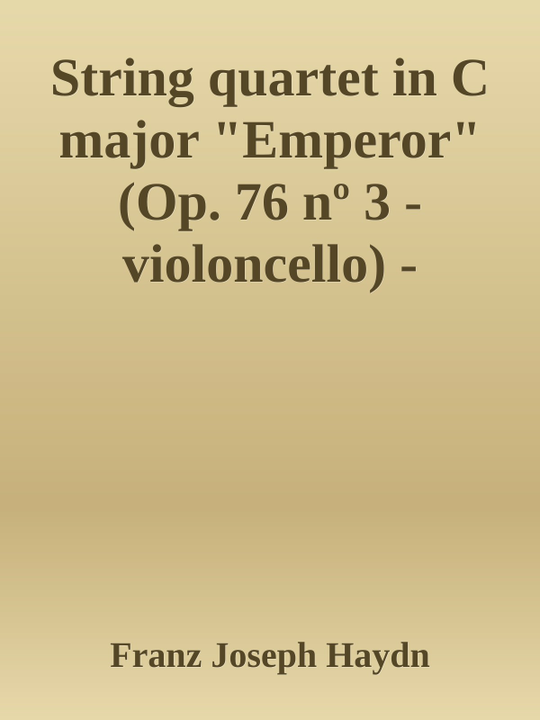 String quartet in C
major "Emperor"
(Op. 76 nº 3 -
violoncello) -
Franz Joseph Haydn